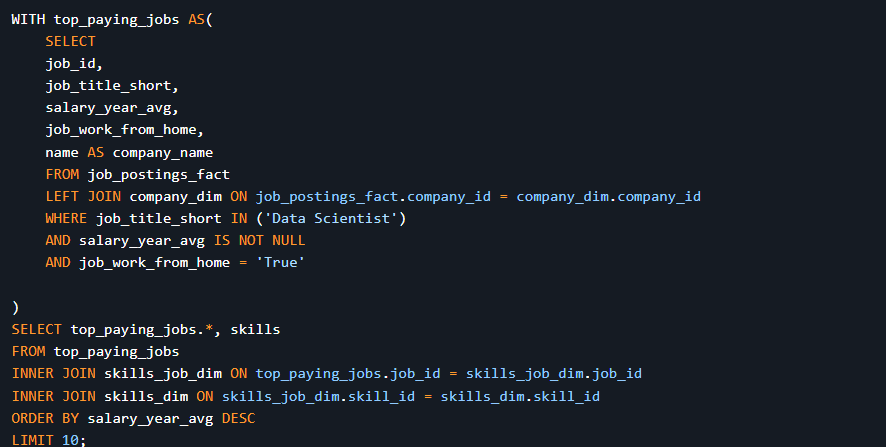 WITH top_paying_jobs AS(
    SELECT
    job_id,
    job_title_short,
    salary_year_avg,
    job_work_from_home,
    name AS company_name
    FROM job_postings_fact
    LEFT JOIN company_dim ON job_postings_fact.company_id = company_dim.company_id
    WHERE job_title_short IN ('Data Scientist')
    AND salary_year_avg IS NOT NULL
    AND job_work_from_home = 'True'

)
SELECT top_paying_jobs.*, skills
FROM top_paying_jobs
INNER JOIN skills_job_dim ON top_paying_jobs.job_id = skills_job_dim.job_id
INNER JOIN skills_dim ON skills_job_dim.skill_id = skills_dim.skill_id
ORDER BY salary_year_avg DESC
LIMIT 10;